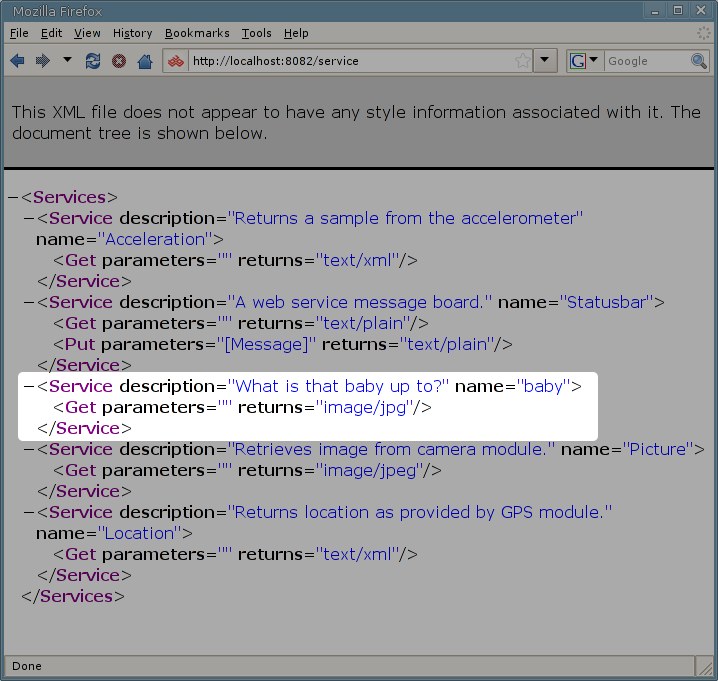 Mozilla Firefox
File Edit View History Bookmarks Tools Help
http://localhost:8082/service
G Google
This XML file does not appear to have any style information associated with it. The
document tree is shown below.
−<Services>
−<Service description="Returns a sample from the accelerometer"
name="Acceleration">
<Get parameters="" returns="text/xml"/>
</Service>
−<Service description="A web service message board." name="Statusbar">
<Get parameters="" returns="text/plain"/>
<Put parameters="[Message]" returns="text/plain"/>
</Service>
−<Service description="What is that baby up to?" name="baby">
<Get parameters="" returns="image/jpg"/>
</Service>
−<Service description="Retrieves image from camera module." name="Picture">
<Get parameters="" returns="image/jpeg"/>
</Service>
−<Service description="Returns location as provided by GPS module."
name="Location">
<Get parameters="" returns="text/xml"/>
</Service>
</Services>
Done